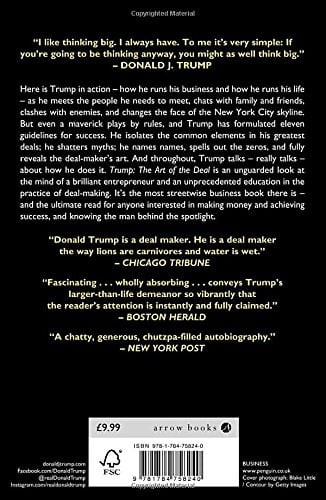 "I like thinking big. I always have. To me it's very simple: If
you're going to be thinking anyway, you might as well think big."
– DONALD J. TRUMP
Here is Trump in action – how he runs his business and how he runs his life
– as he meets the people he needs to meet, chats with family and friends,
clashes with enemies, and changes the face of the New York City skyline.
But even a maverick plays by rules, and Trump has formulated eleven
guidelines for success. He isolates the common elements in his greatest
deals; he shatters myths; he names names, spells out the zeros, and fully
reveals the deal-maker's art. And throughout, Trump talks – really talks –
about how he does it. Trump: The Art of the Deal is an unguarded look at
the mind of a brilliant entrepreneur and an unprecedented education in the
practice of deal-making. It's the most streetwise business book there is –
and the ultimate read for anyone interested in making money and achieving
success, and knowing the man behind the spotlight.
"Donald Trump is a deal maker. He is a deal maker
the way lions are carnivores and water is wet."
– CHICAGO TRIBUNE
"Fascinating . . . wholly absorbing . . . conveys Trump's
larger-than-life demeanor so vibrantly that
the reader's attention is instantly and fully claimed."
– BOSTON HERALD
"A chatty, generous, chutzpa-filled autobiography."
– NEW YORK POST
£9.99
arrow books
ISBN 978-1-784-75824-0
9 781784 758240
FSC
donaldjtrump.com
Facebook.com/DonaldTrump
@realDonaldTrump
Instagram.com/realdonaldtrump
BUSINESS
www.penguin.co.uk
Cover photograph: Blake Little
/ Contour by Getty Images